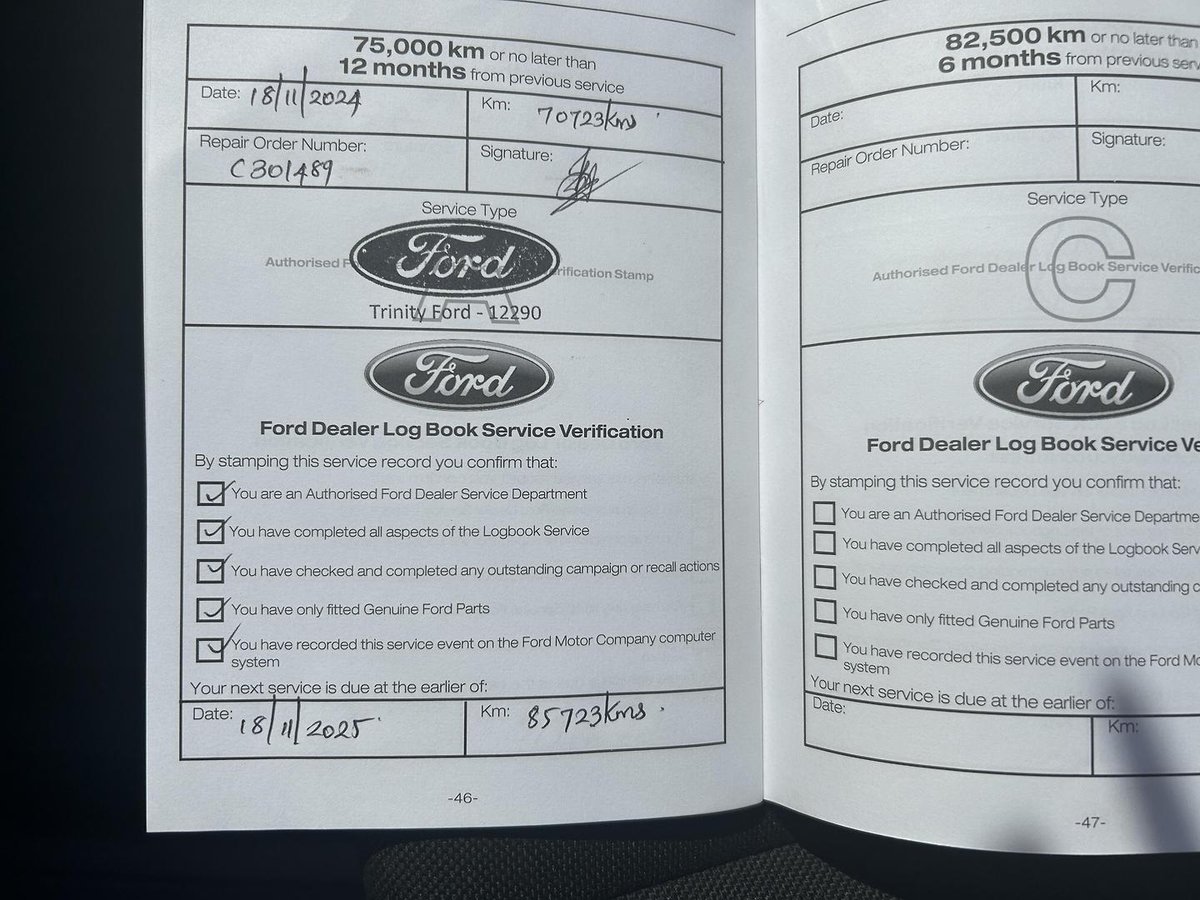 75,000 km or no later than
12 months from previous service
Date: 18/11/2024
Km: 70723kms
Repair Order Number:
C301489
Signature:
Service Type
Authorised F
Ford
rification Stamp
A
Trinity Ford - 12290
Ford
Ford Dealer Log Book Service Verification
By stamping this service record you confirm that:
You are an Authorised Ford Dealer Service Department
You have completed all aspects of the Logbook Service
You have checked and completed any outstanding campaign or recall actions
You have only fitted Genuine Ford Parts
You have recorded this service event on the Ford Motor Company computer
system
Your next service is due at the earlier of:
Date: 18/11/2025
Km: 85723kms
-46-
82,500 km or no later than
6 months from previous serv
Date:
Km:
Repair Order Number:
Signature:
Service Type
C
Authorised Ford Dealer Log Book Service Verific
Ford
Ford Dealer Log Book Service Ve
By stamping this service record you confirm that:
You are an Authorised Ford Dealer Service Departme
You have completed all aspects of the Logbook Serv
You have checked and completed any outstanding c
You have only fitted Genuine Ford Parts
You have recorded this service event on the Ford Mo
system
Your next service is due at the earlier of:
Date:
Km:
-47-